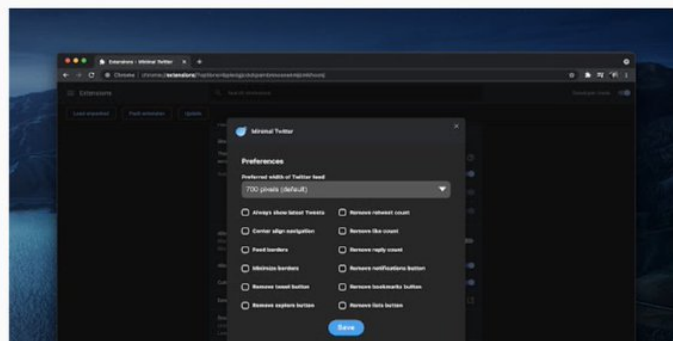 Extensions - Minimal Twitter
Chrome
Extensions
Search extensions
Developer mode
Load unpacked Pack extension Update
Minimal Twitter
Preferences
Preferred width of Twitter feed
700 pixels (default)
Always show latest Tweets Remove retweet count
Center align navigation Remove like count
Feed borders Remove reply count
Minimize borders Remove notifications button
Remove tweet button Remove bookmarks button
Remove explore button Remove lists button
Save